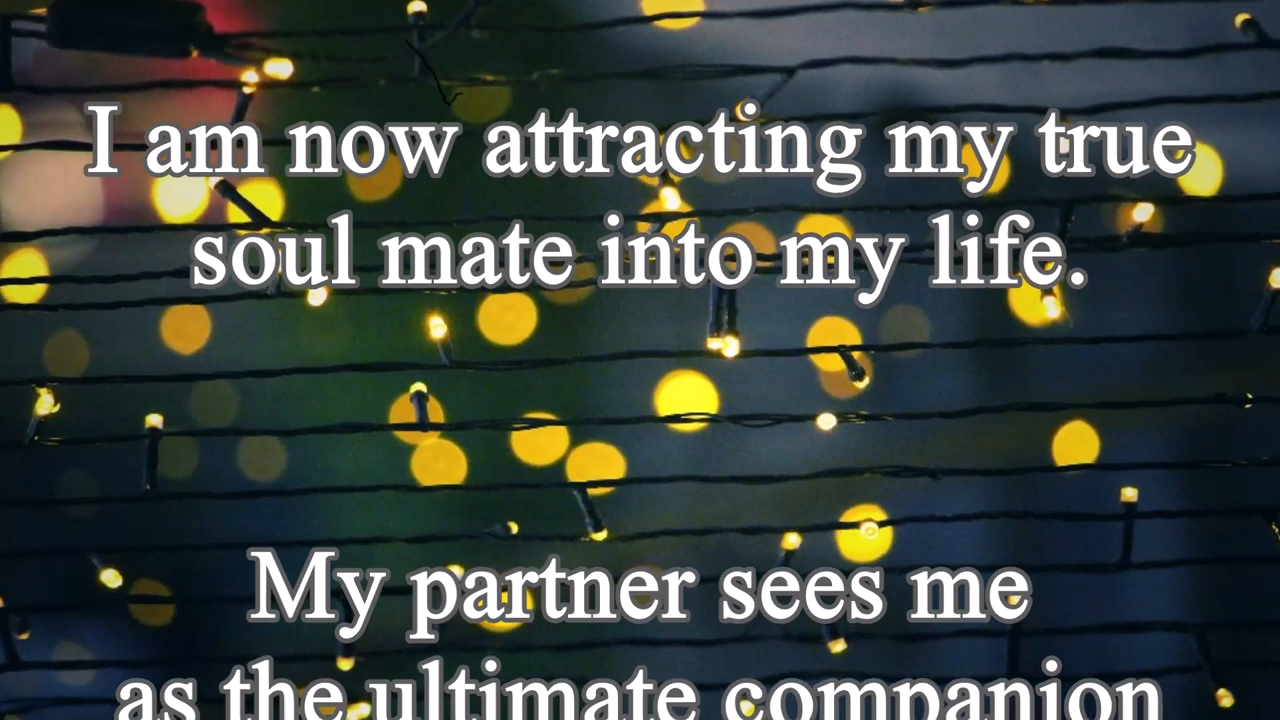 I am now attracting my true
soul mate into my life.
My partner sees me
as the ultimate companion